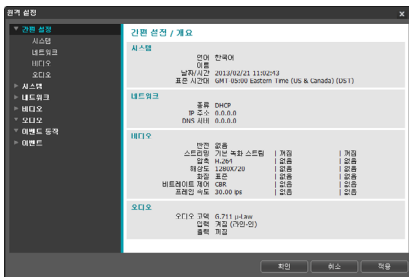 원격 설정
간편 설정
시스템
네트워크
비디오
오디오
시스템
네트워크
비디오
오디오
이벤트 동작
이벤트
간편 설정 / 개요
시스템
언어 한국어
이름
날짜/시간 2013/02/21 11:02:43
표준 시간대 GMT-05:00 Eastern Time (US & Canada) (DST)
네트워크
종류 DHCP
IP 주소 0.0.0.0
DNS 서버 0.0.0.0
비디오
반전 없음
스트리밍 기본 녹화 스트림 | 꺼짐 | 꺼짐
압축 H.264 | 없음 | 없음
해상도 1280X720 | 없음 | 없음
화질 표준 | 없음 | 없음
비트레이트 제어 CBR | 없음 | 없음
프레임 속도 30.00 ips | 없음 | 없음
오디오
오디오 코덱 G.711 µ-Law
입력 꺼짐 (라인-인)
출력 꺼짐
확인 취소 적용